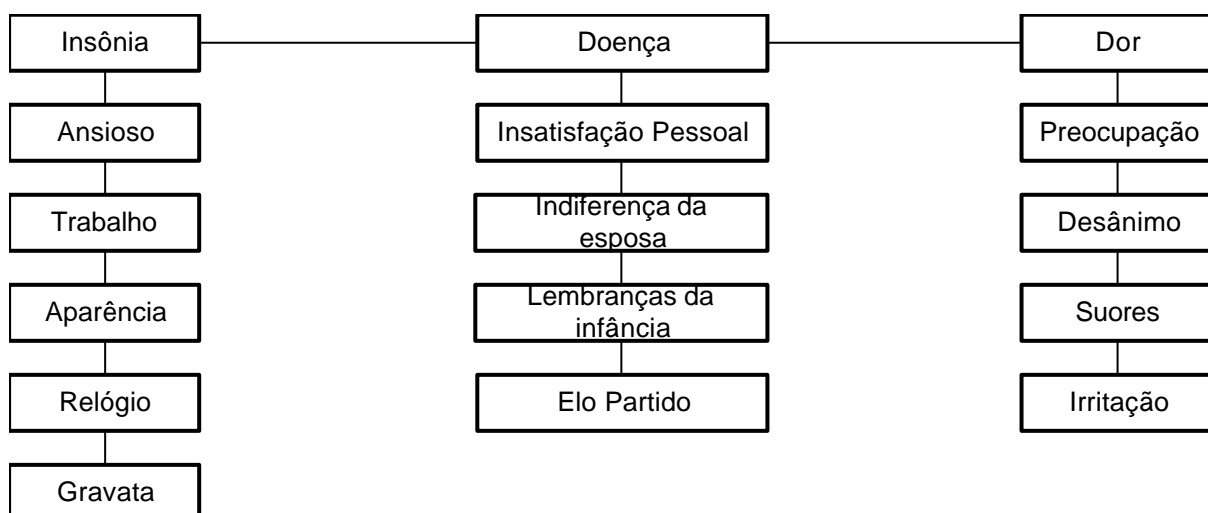 Insônia
Doença
Dor
Ansioso
Insatisfação Pessoal
Preocupação
Trabalho
Indiferença da
esposa
Desânimo
Aparência
Lembranças da
infância
Suores
Relógio
Elo Partido
Irritação
Gravata